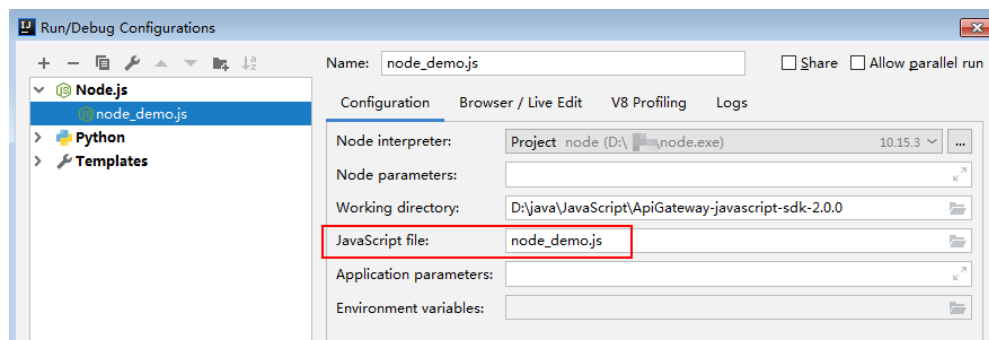 Run/Debug Configurations
Name: node_demo.js Share Allow parallel run
Node.js
node_demo.js
Python
Templates
Configuration Browser / Live Edit V8 Profiling Logs
Node interpreter: Project node (D:\ \node.exe) 10.15.3 ...
Node parameters:
Working directory: D:\java\JavaScript\ApiGateway-javascript-sdk-2.0.0
JavaScript file: node_demo.js
Application parameters:
Environment variables: